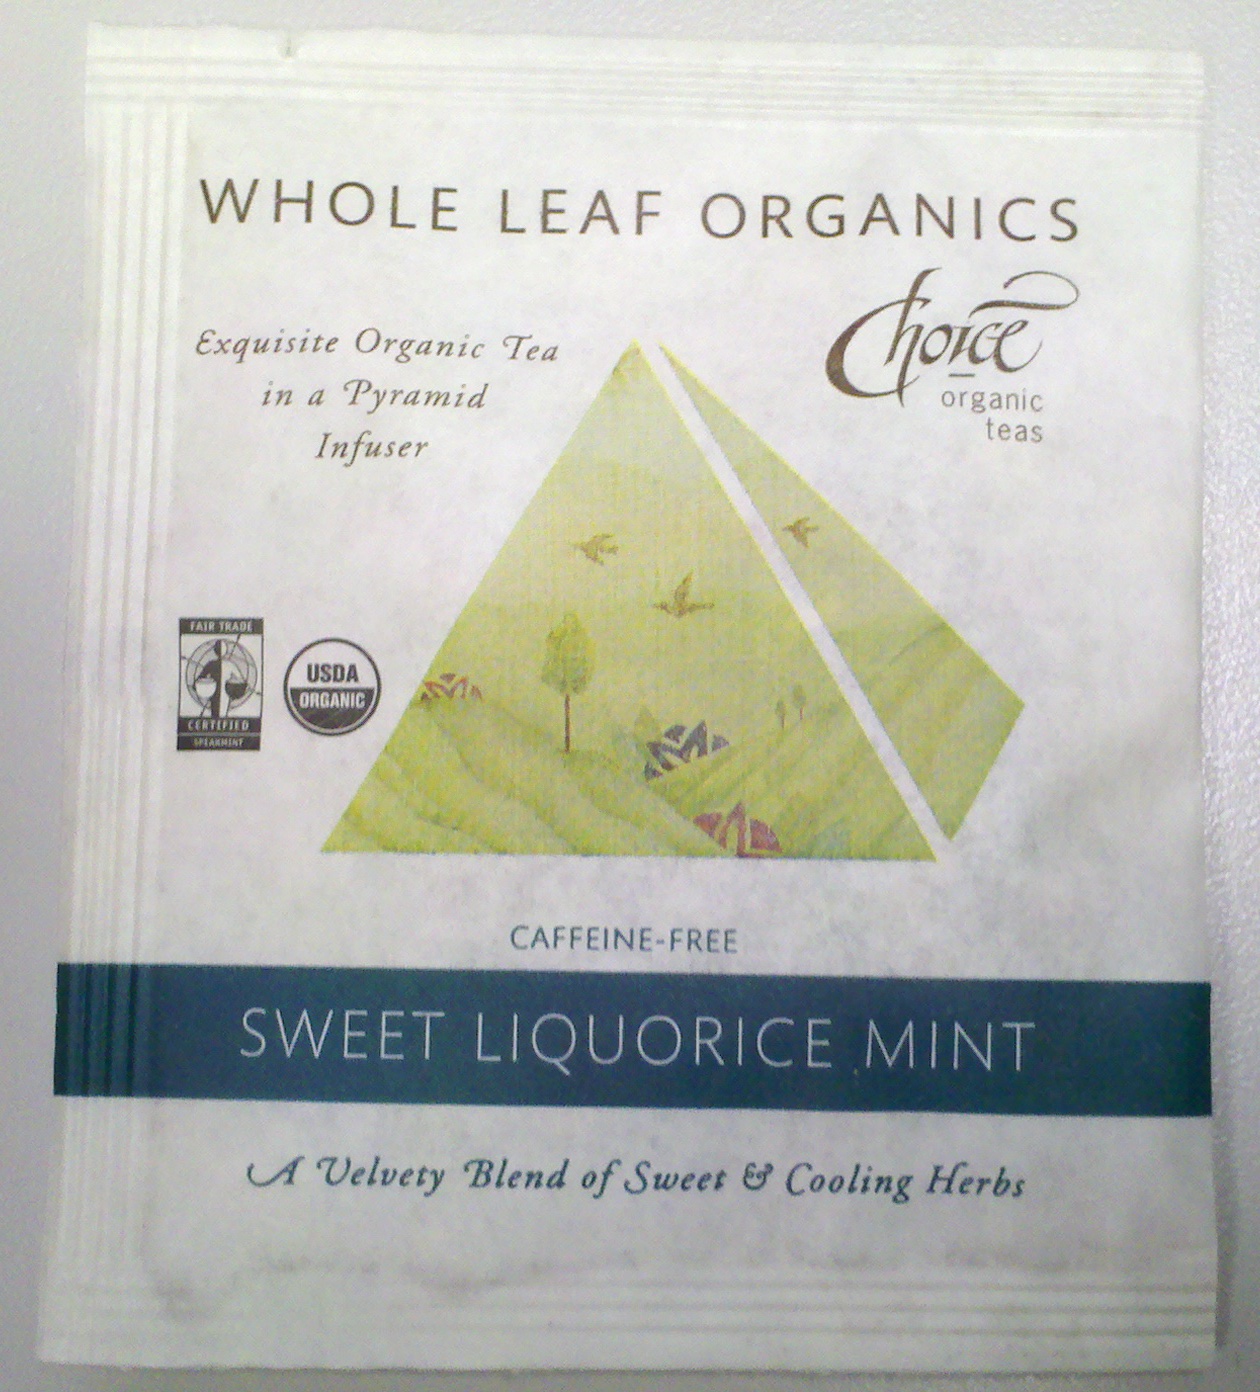 WHOLE LEAF ORGANICS
Exquisite Organic Tea
in a Pyramid
Infuser
Choice
organic
teas
FAIR TRADE
CERTIFIED
SPEARMINT
USDA
ORGANIC
CAFFEINE-FREE
SWEET LIQUORICE MINT
A Velvety Blend of Sweet & Cooling Herbs